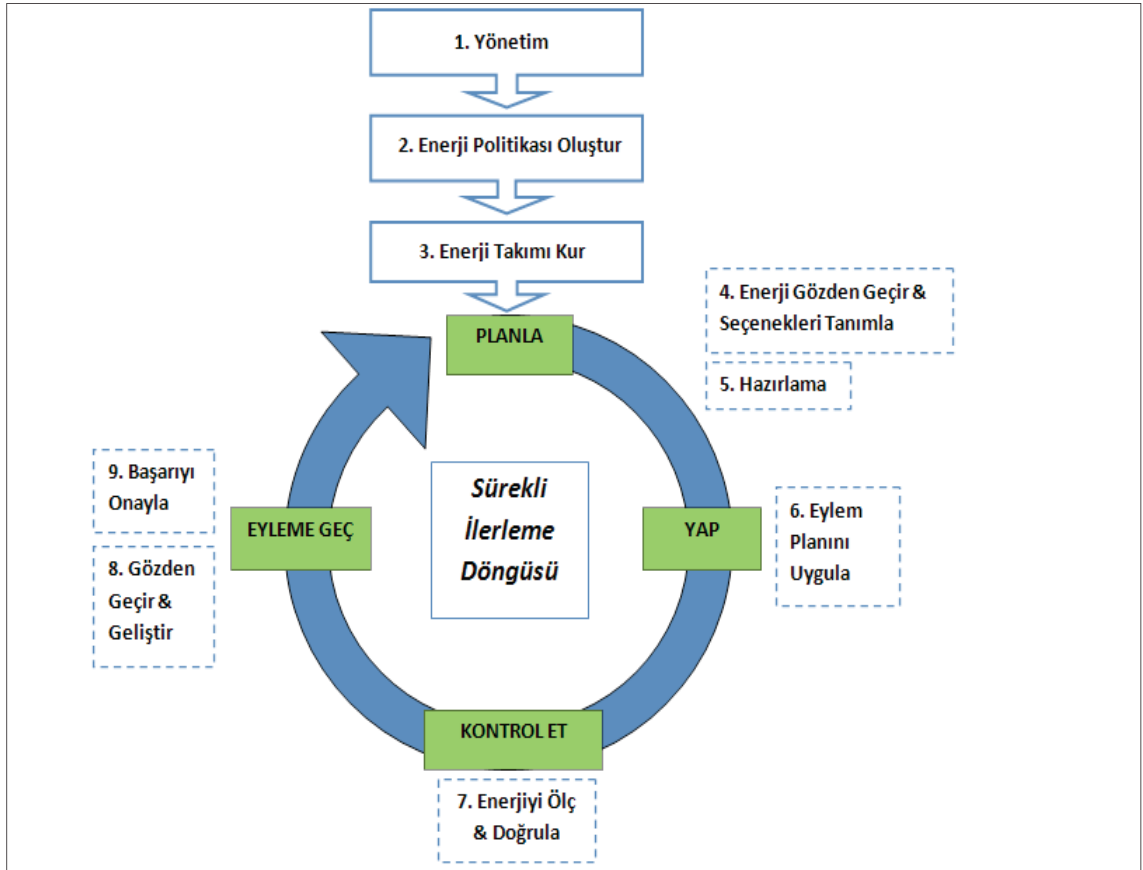 1. Yönetim
2. Enerji Politikası Oluştur
3. Enerji Takımı Kur
PLANLA
4. Enerji Gözden Geçir &
Seçenekleri Tanımla
5. Hazırlama
YAP
6. Eylem
Planını
Uygula
KONTROL ET
7. Enerjiyi Ölç
& Doğrula
EYLEME GEÇ
8. Gözden
Geçir &
Geliştir
9. Başarıyı
Onayla
Sürekli
İlerleme
Döngüsü